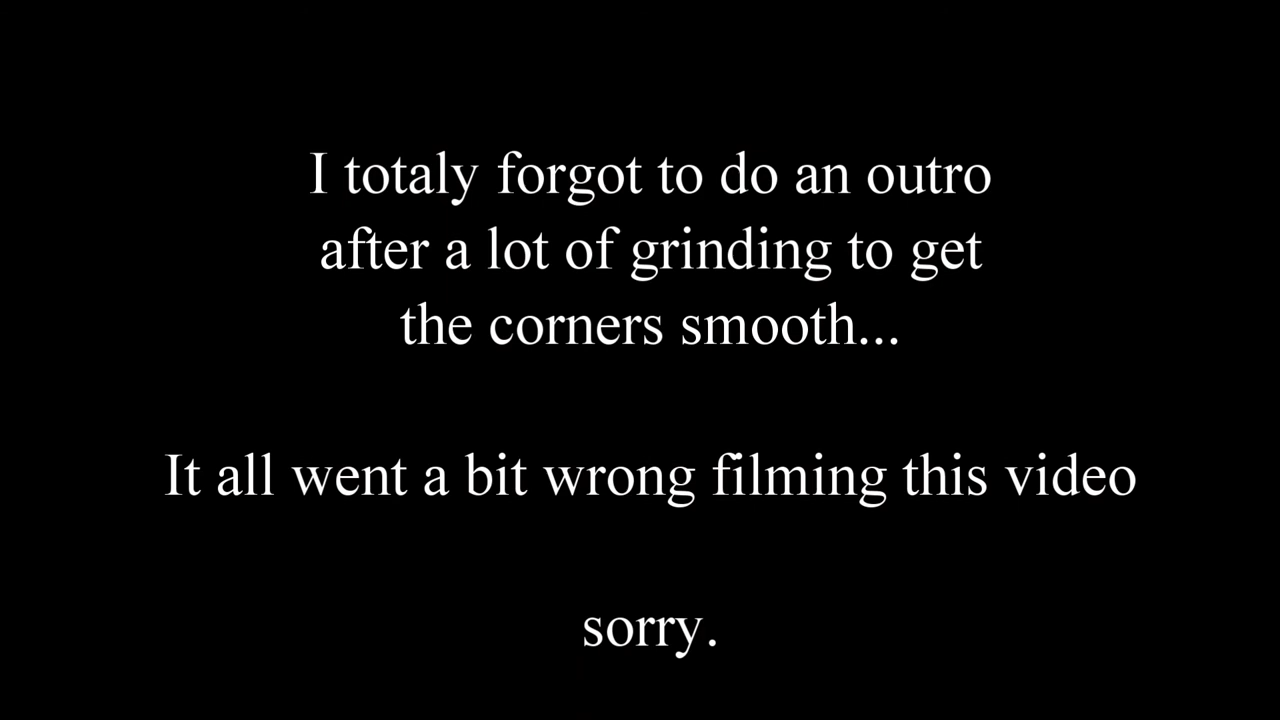 I totaly forgot to do an outro
after a lot of grinding to get
the corners smooth...
It all went a bit wrong filming this video
sorry.